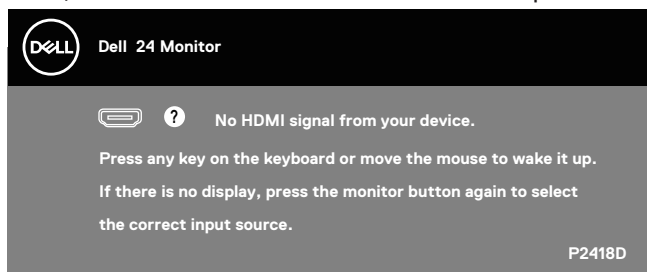 DELL Dell 24 Monitor
? No HDMI signal from your device.
Press any key on the keyboard or move the mouse to wake it up.
If there is no display, press the monitor button again to select
the correct input source.
P2418D